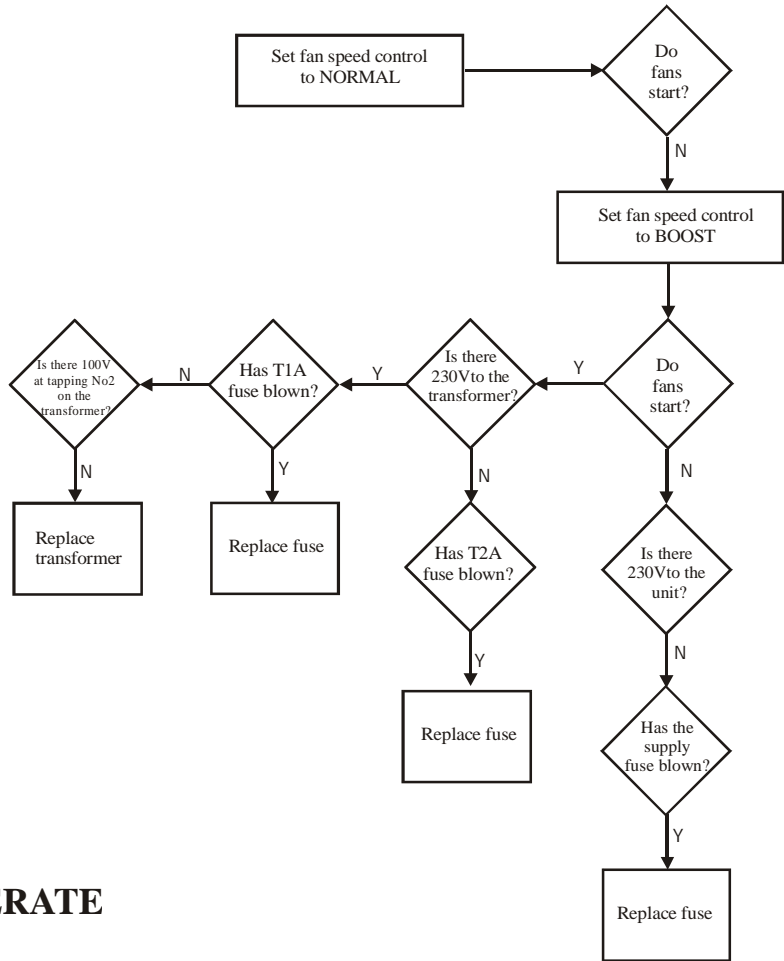 Set fan speed control
to NORMAL
Do
fans
start?
N
Set fan speed control
to BOOST
Do
fans
start?
Y
Is there
230Vto the
transformer?
Y
Has T1A
fuse blown?
N
Is there 100V
at tapping No2
on the
transformer?
N
Replace
transformer
Y
Replace fuse
N
Has T2A
fuse blown?
Y
Replace fuse
N
Is there
230Vto the
unit?
N
Has the
supply
fuse blown?
Y
Replace fuse
ERATE